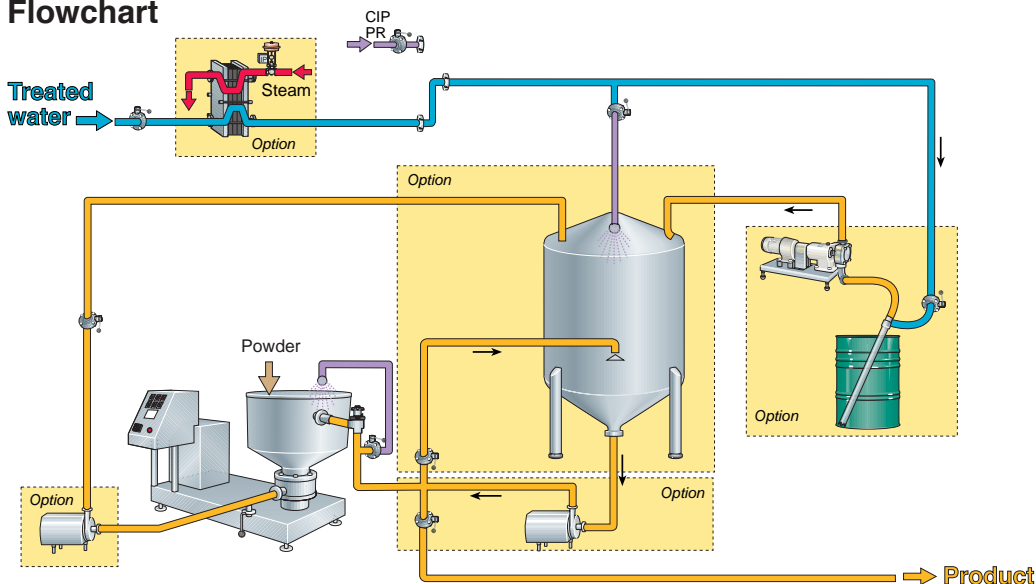 Flowchart
CIP
PR
Steam
Treated
water
Option
Option
Option
Powder
Option
Option
Option
Product